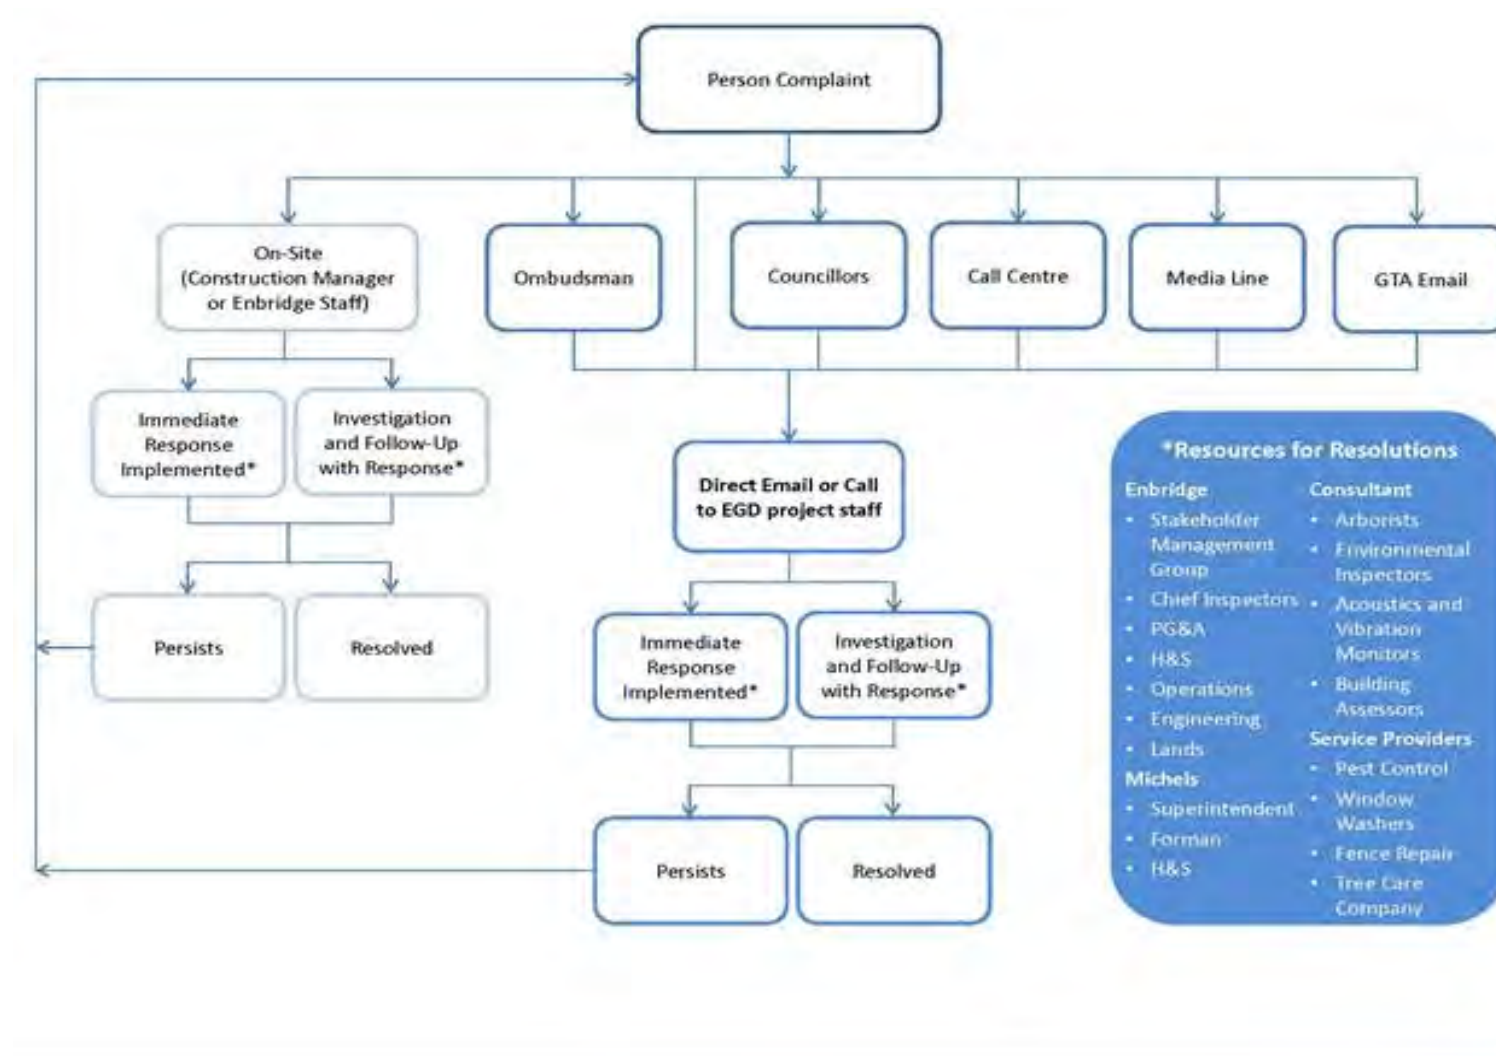 Person Complaint
On-Site
(Construction Manager
or Enbridge Staff)
Ombudsman
Councillors
Call Centre
Media Line
GTA Email
Immediate
Response
Implemented*
Investigation
and Follow-Up
with Response*
Persists
Resolved
Direct Email or Call
to EGD project staff
Immediate
Response
Implemented*
Investigation
and Follow-Up
with Response*
Persists
Resolved
*Resources for Resolutions
Enbridge
• Stakeholder
Management
Group
• Chief Inspectors
• PG&A
• H&S
• Operations
• Engineering
• Lands
Michels
• Superintendent
• Forman
• H&S
Consultant
• Arborists
• Environmental
Inspectors
• Acoustics and
Vibration
Monitors
• Building
Assessors
Service Providers
• Pest Control
• Window
Washers
• Fence Repair
• Tree Care
Company